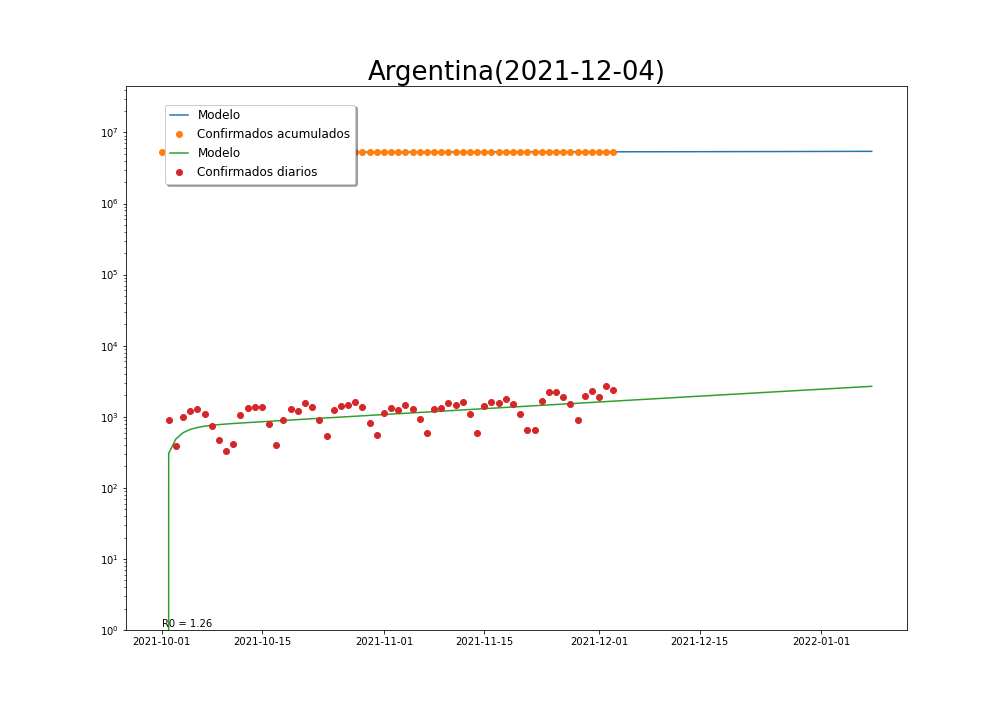 Argentina(2021-12-04)
Modelo
Confirmados acumulados
Modelo
Confirmados diarios
10⁷
10⁶
10⁵
10⁴
10³
10²
10¹
10⁰
R0 = 1.26
2021-10-01 2021-10-15 2021-11-01 2021-11-15 2021-12-01 2021-12-15 2022-01-01